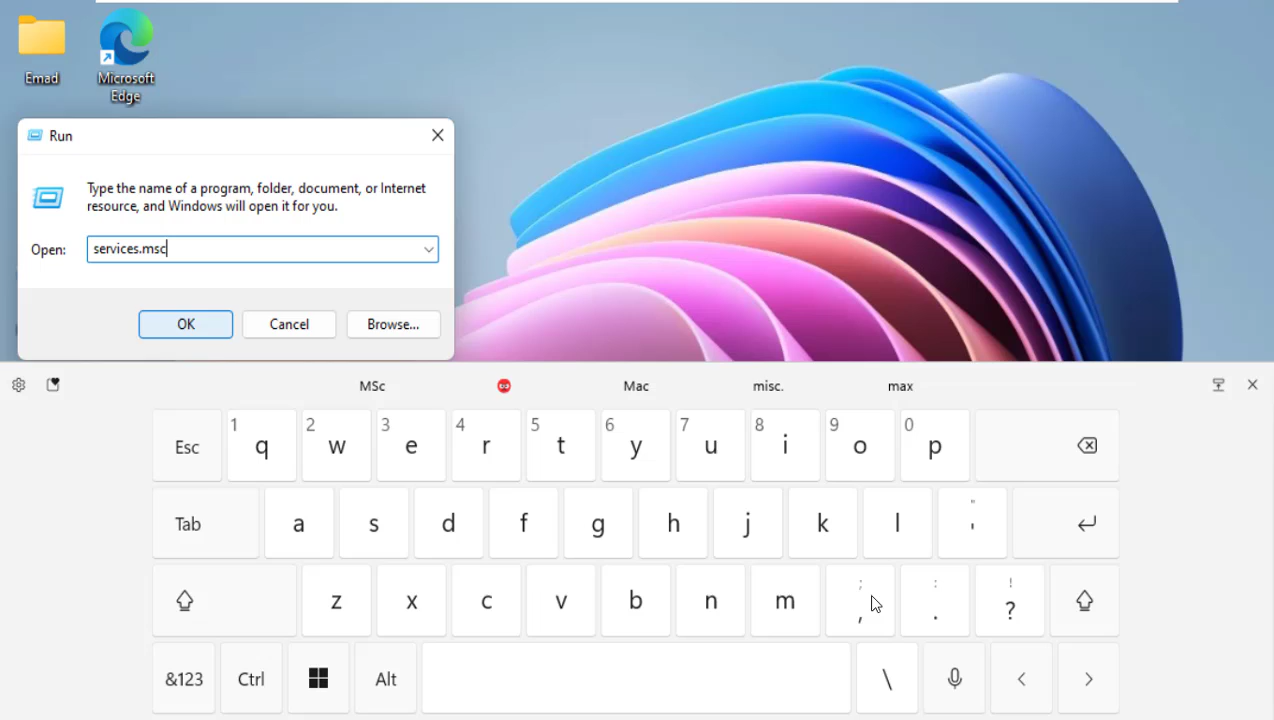 Emad
Microsoft
Edge
Run
Type the name of a program, folder, document, or Internet
resource, and Windows will open it for you.
Open: services.msc
OK Cancel Browse...
MSc Mac misc. max
Esc 1 q 2 w 3 e 4 r 5 t 6 y 7 u 8 i 9 o 0 p
Tab a s d f g h j k l " '
z x c v b n m ; , : . ! ?
&123 Ctrl Alt \ < >